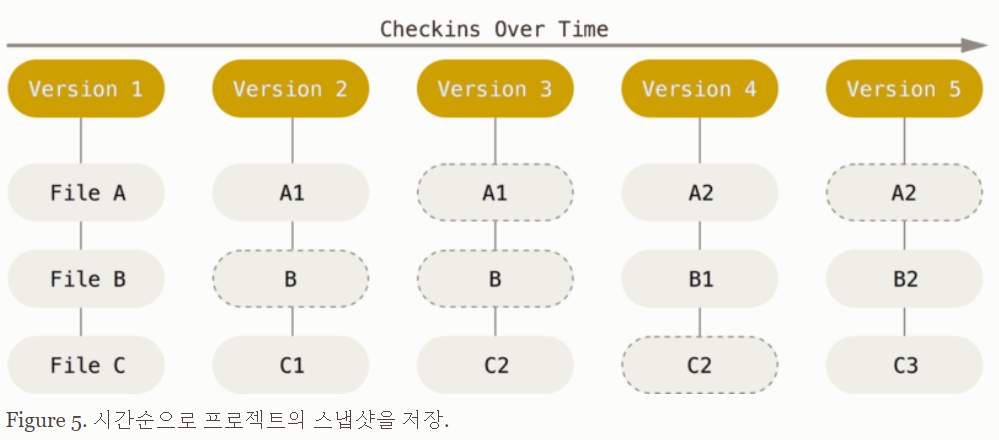 Checkins Over Time
Version 1 Version 2 Version 3 Version 4 Version 5
File A A1 A1 A2 A2
File B B B B1 B2
File C C1 C2 C2 C3
Figure 5. 시간순으로 프로젝트의 스냅샷을 저장.